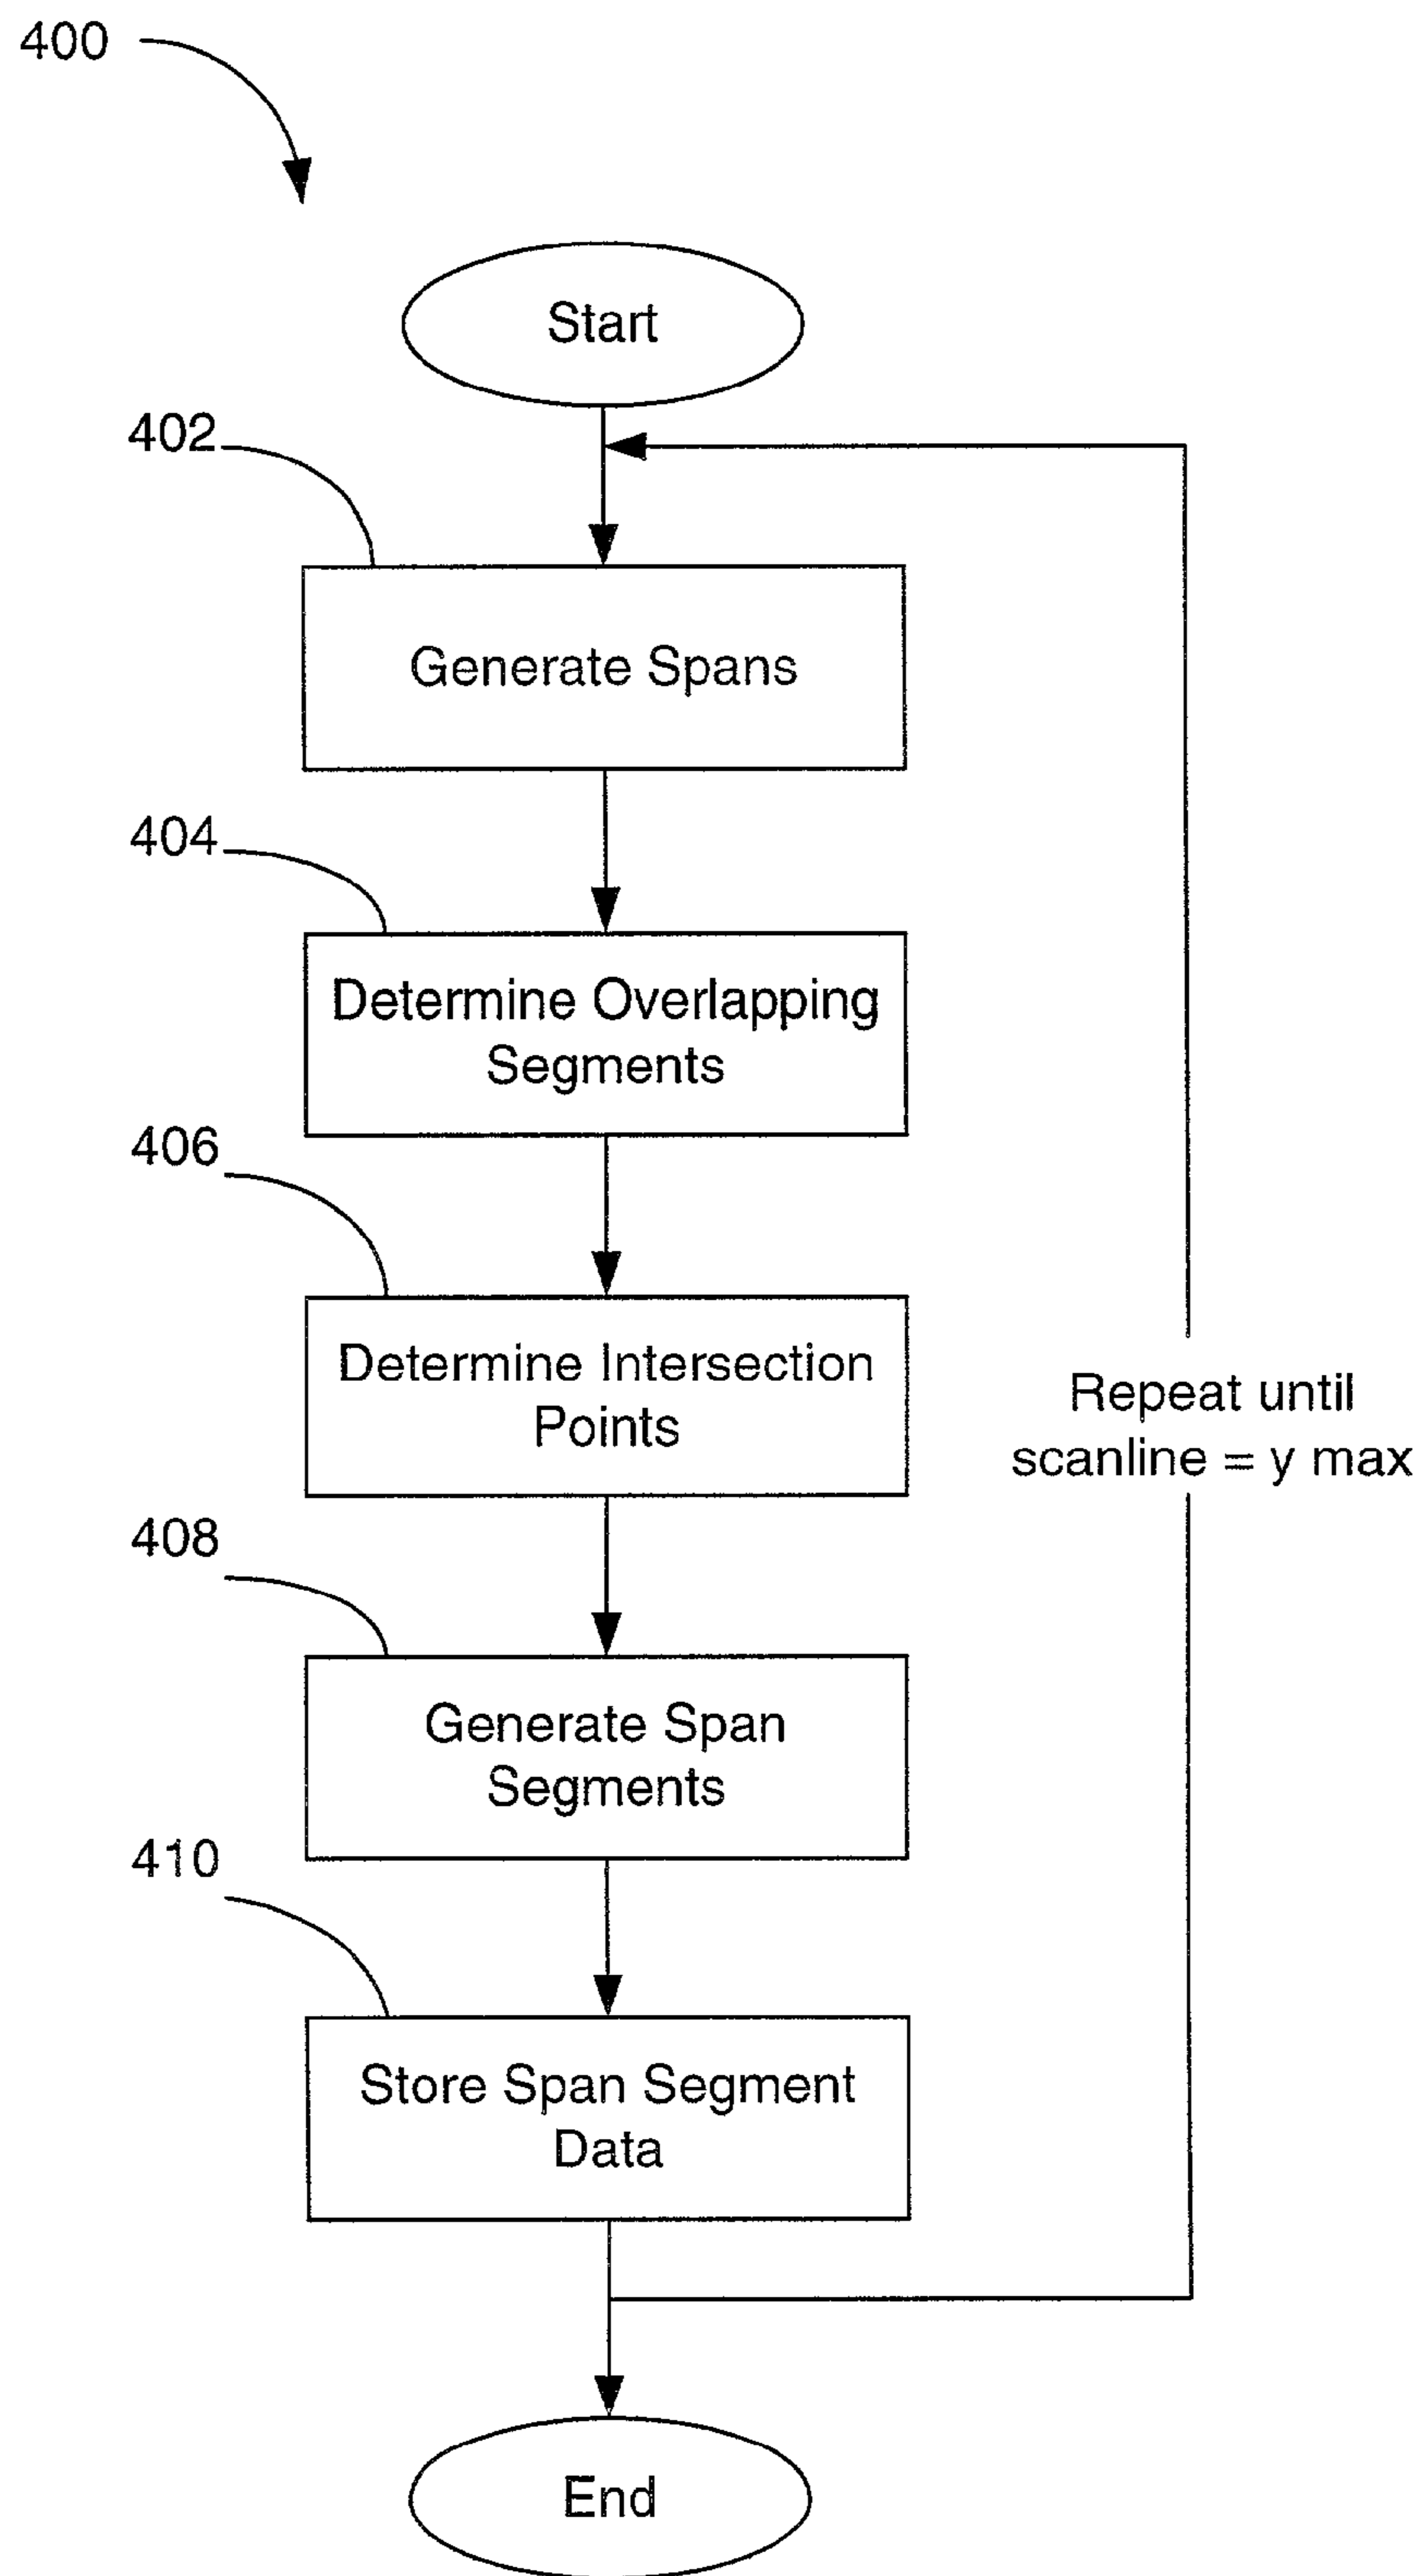 400
Start
402
Generate Spans
404
Determine Overlapping
Segments
406
Determine Intersection
Points
Repeat until
scanline = y max
408
Generate Span
Segments
410
Store Span Segment
Data
End